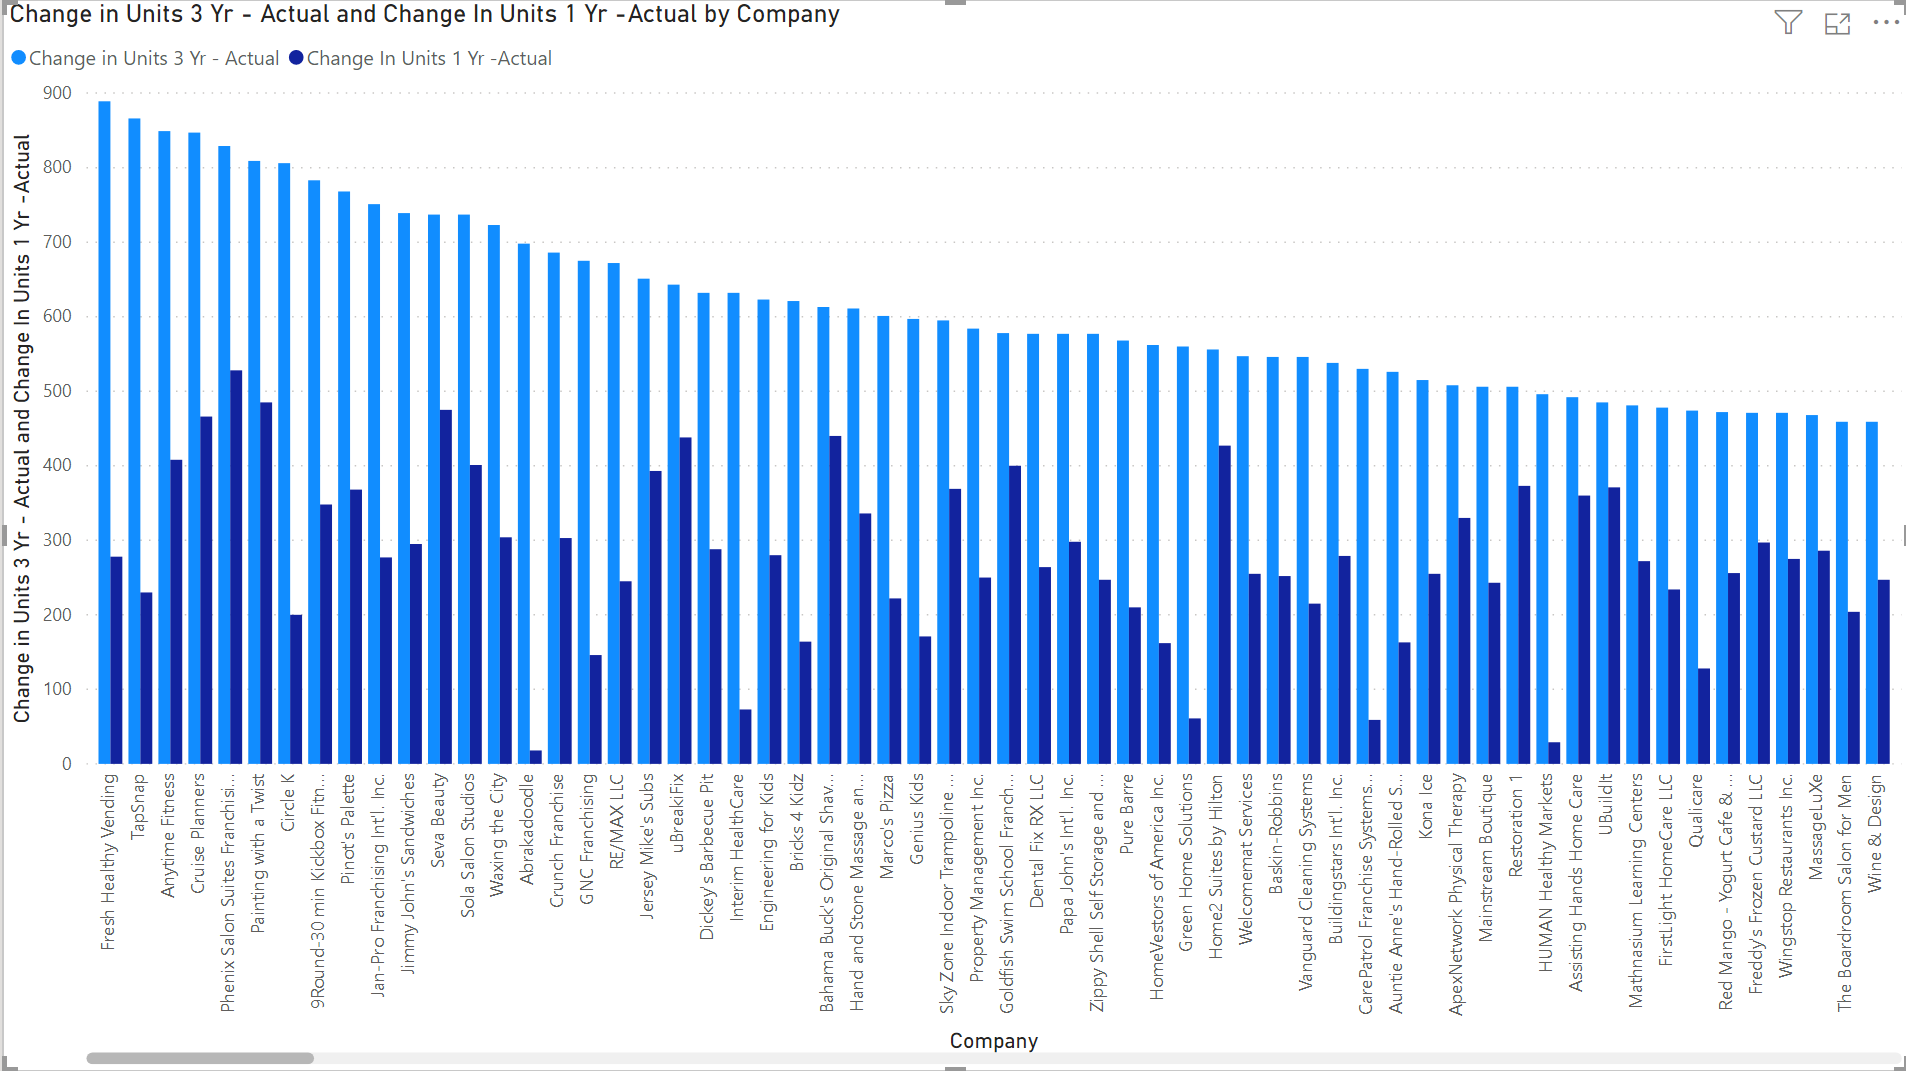 Change in Units 3 Yr - Actual and Change In Units 1 Yr -Actual by Company
Change in Units 3 Yr - Actual
Change In Units 1 Yr -Actual
Change in Units 3 Yr - Actual and Change In Units 1 Yr -Actual
900
800
700
600
500
400
300
200
100
0
Fresh Healthy Vending
TapSnap
Anytime Fitness
Cruise Planners
Phenix Salon Suites Franchisi...
Painting with a Twist
Circle K
9Round-30 min Kickbox Fitn...
Pinot's Palette
Jan-Pro Franchising Int'l. Inc.
Jimmy John's Sandwiches
Seva Beauty
Sola Salon Studios
Waxing the City
Abrakadoodle
Crunch Franchise
GNC Franchising
RE/MAX LLC
Jersey Mike's Subs
uBreakiFix
Dickey's Barbecue Pit
Interim HealthCare
Engineering for Kids
Bricks 4 Kidz
Bahama Buck's Original Shav...
Hand and Stone Massage an...
Marco's Pizza
Genius Kids
Sky Zone Indoor Trampoline ...
Property Management Inc.
Goldfish Swim School Franch...
Dental Fix RX LLC
Papa John's Int'l. Inc.
Zippy Shell Self Storage and ...
Pure Barre
HomeVestors of America Inc.
Green Home Solutions
Home2 Suites by Hilton
Welcomemat Services
Baskin-Robbins
Vanguard Cleaning Systems
Buildingstars Int'l. Inc.
CarePatrol Franchise Systems...
Auntie Anne's Hand-Rolled S...
Kona Ice
ApexNetwork Physical Therapy
Mainstream Boutique
Restoration 1
HUMAN Healthy Markets
Assisting Hands Home Care
UBuildIt
Mathnasium Learning Centers
FirstLight HomeCare LLC
Qualicare
Red Mango - Yogurt Cafe & ...
Freddy's Frozen Custard LLC
Wingstop Restaurants Inc.
MassageLuXe
The Boardroom Salon for Men
Wine & Design
Company